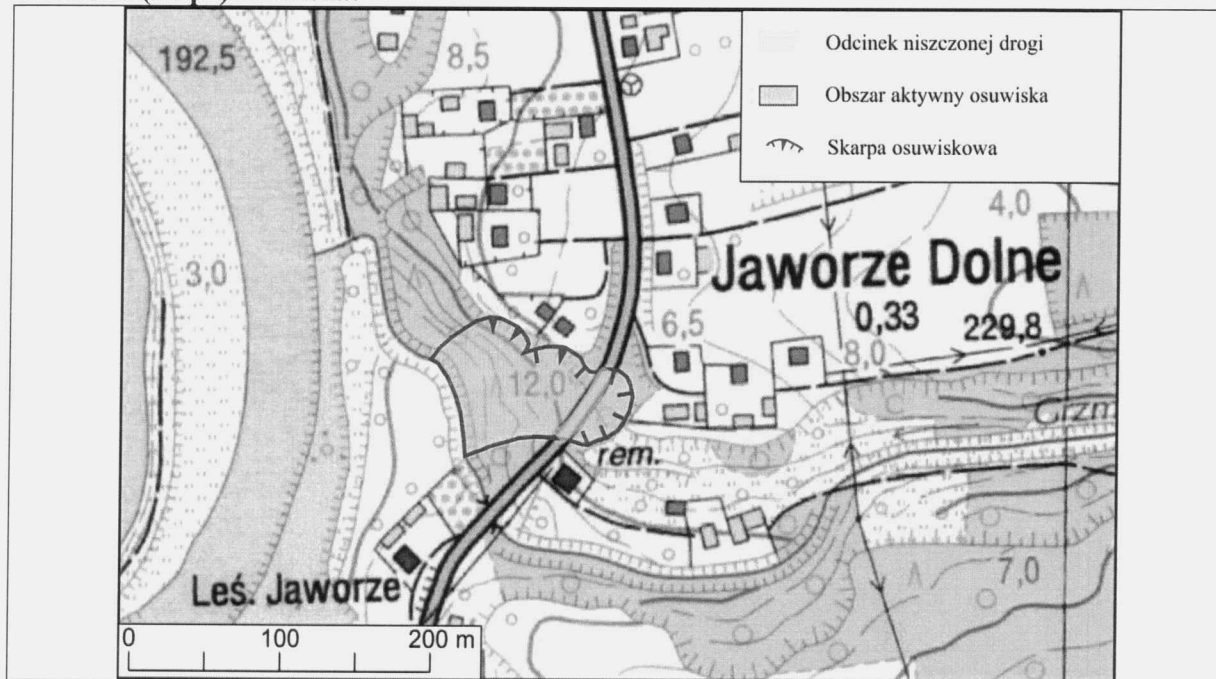 192,5
8,5
Odcinek niszczonej drogi
Obszar aktywny osuwiska
Skarpa osuwiskowa
4,0
3,0
Jaworze Dolne
0,33
229,8
6,5
8,0
12,0
rem.
7,0
Leś. Jaworze
0
100
200 m